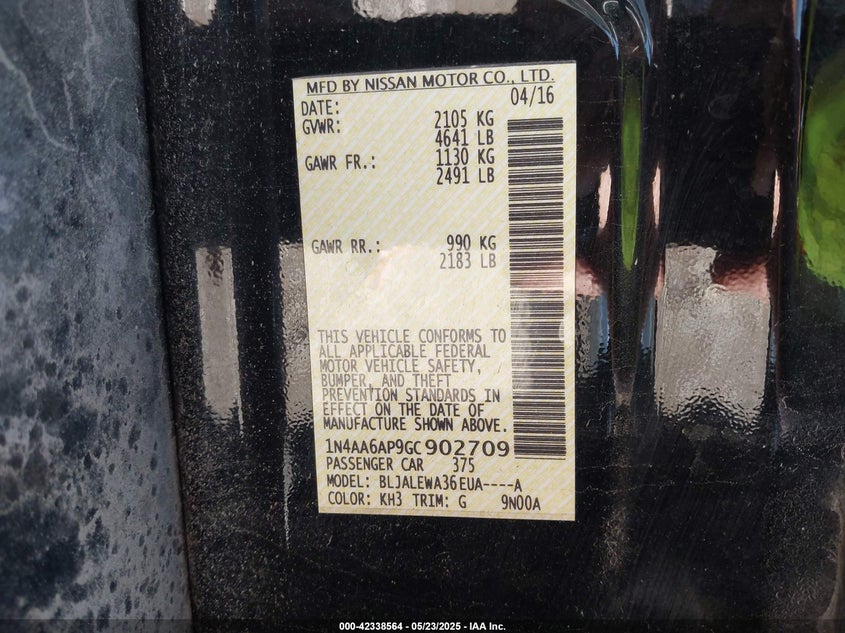 MFD BY NISSAN MOTOR CO., LTD.
DATE: 04/16
GVWR: 2105 KG
4641 LB
GAWR FR.: 1130 KG
2491 LB
GAWR RR.: 990 KG
2183 LB
THIS VEHICLE CONFORMS TO
ALL APPLICABLE FEDERAL
MOTOR VEHICLE SAFETY,
BUMPER, AND THEFT
PREVENTION STANDARDS IN
EFFECT ON THE DATE OF
MANUFACTURE SHOWN ABOVE.
1N4AA6AP9GC902709
PASSENGER CAR 375
MODEL: BLJALEWA36EUA----A
COLOR: KH3 TRIM: G 9N00A
000-42338564 - 05/23/2025 - IAA Inc.